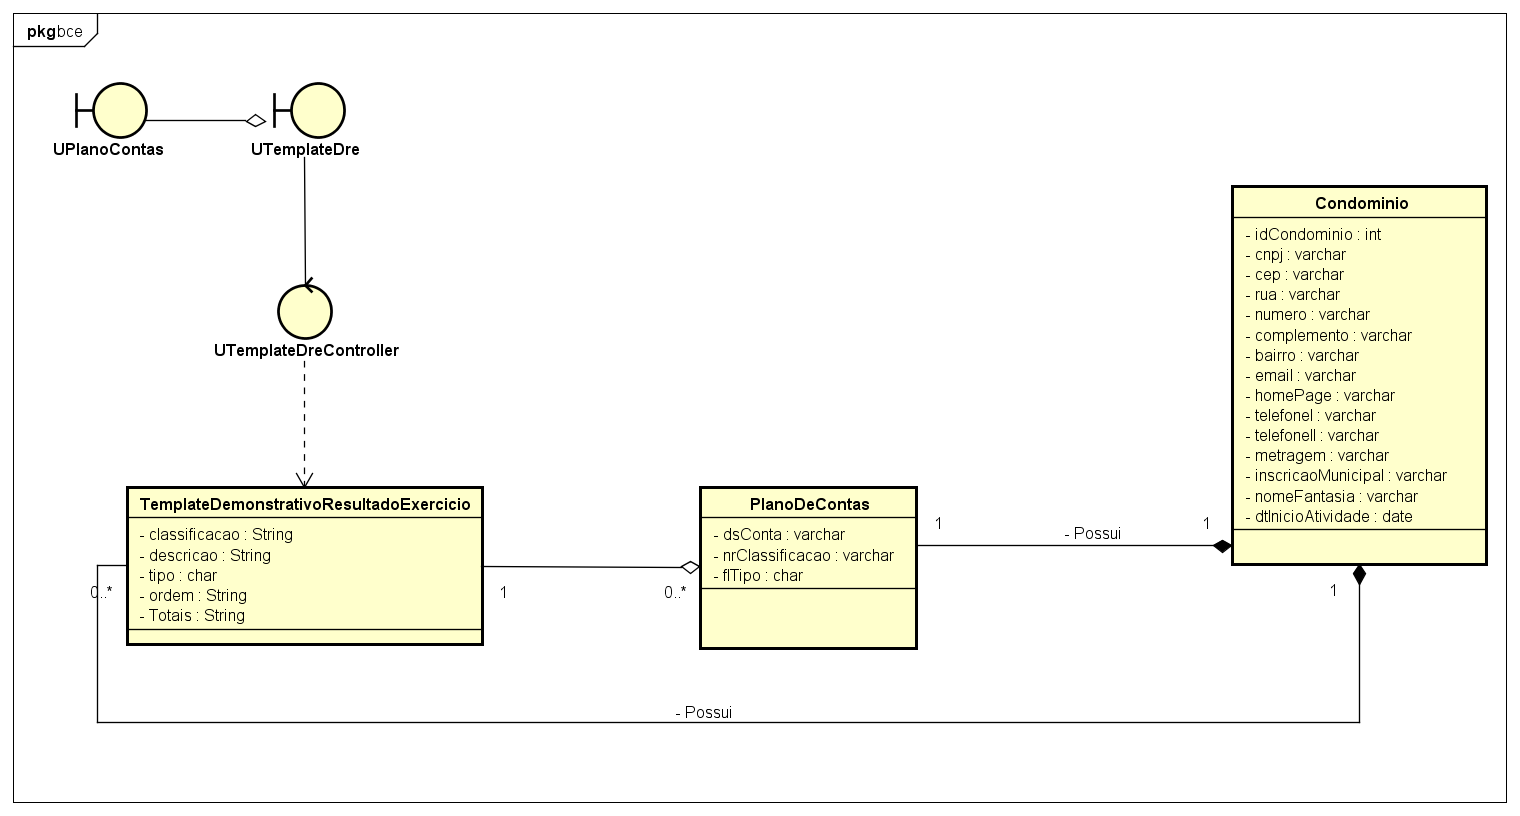 pkg bce
UPlanoContas
UTemplateDre
UTemplateDreController
Condominio
- idCondominio : int
- cnpj : varchar
- cep : varchar
- rua : varchar
- numero : varchar
- complemento : varchar
- bairro : varchar
- email : varchar
- homePage : varchar
- telefoneI : varchar
- telefoneII : varchar
- metragem : varchar
- inscricaoMunicipal : varchar
- nomeFantasia : varchar
- dtInicioAtividade : date
TemplateDemonstrativoResultadoExercicio
- classificacao : String
- descricao : String
- tipo : char
- ordem : String
- Totais : String
PlanoDeContas
- dsConta : varchar
- nrClassificacao : varchar
- flTipo : char
1
- Possui
1
0..*
1
0..*
1
- Possui